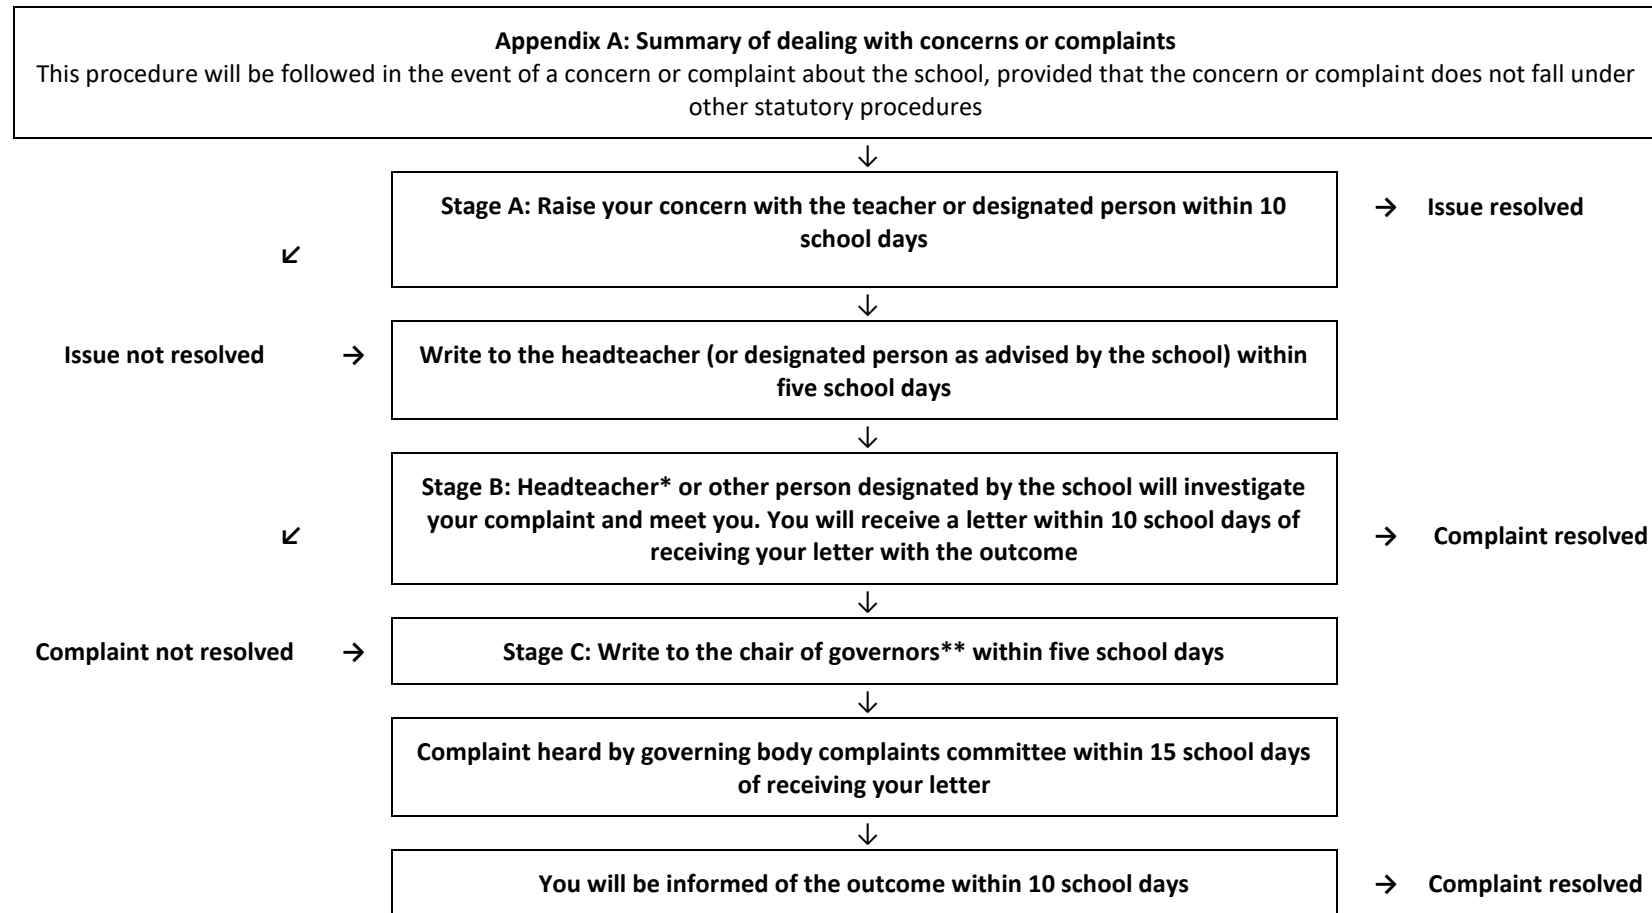 Appendix A: Summary of dealing with concerns or complaints
This procedure will be followed in the event of a concern or complaint about the school, provided that the concern or complaint does not fall under
other statutory procedures
↓
Stage A: Raise your concern with the teacher or designated person within 10
school days
→ Issue resolved
↙
↓
Issue not resolved →
Write to the headteacher (or designated person as advised by the school) within
five school days
↓
Stage B: Headteacher* or other person designated by the school will investigate
your complaint and meet you. You will receive a letter within 10 school days of
receiving your letter with the outcome
↙
→ Complaint resolved
↓
Complaint not resolved →
Stage C: Write to the chair of governors** within five school days
↓
Complaint heard by governing body complaints committee within 15 school days
of receiving your letter
↓
You will be informed of the outcome within 10 school days
→ Complaint resolved